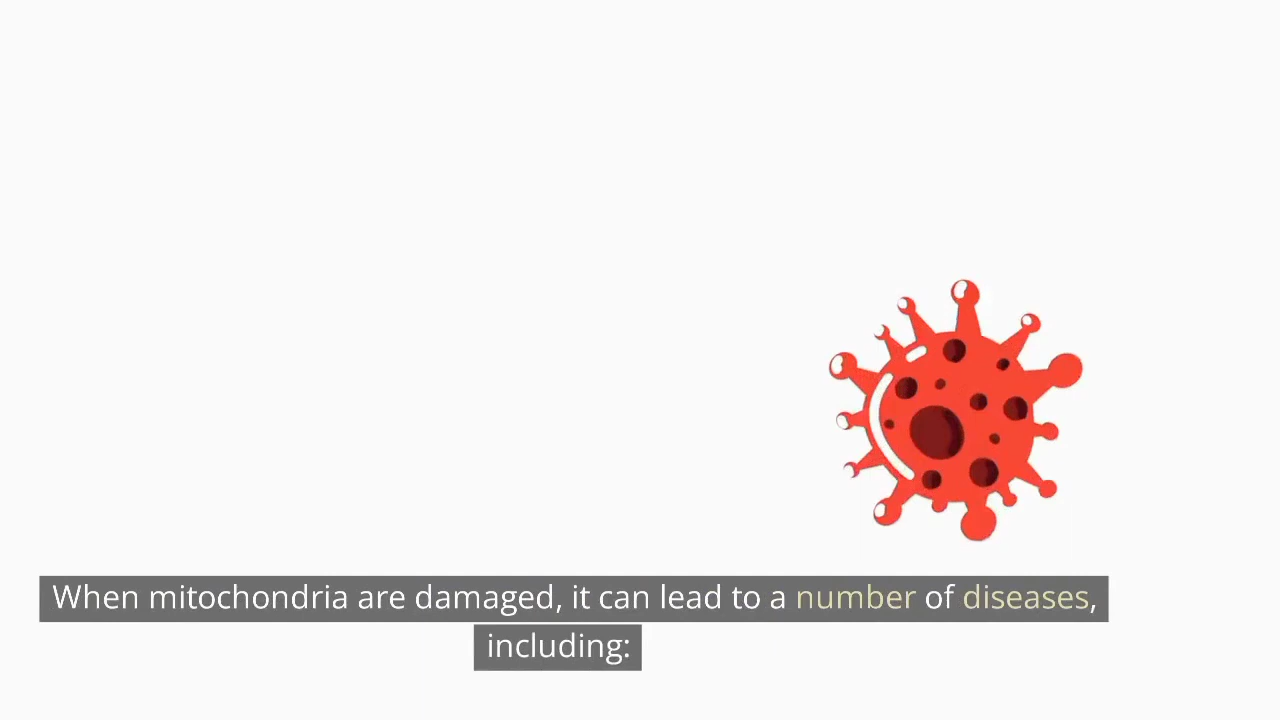 When mitochondria are damaged, it can lead to a number of diseases,
including: